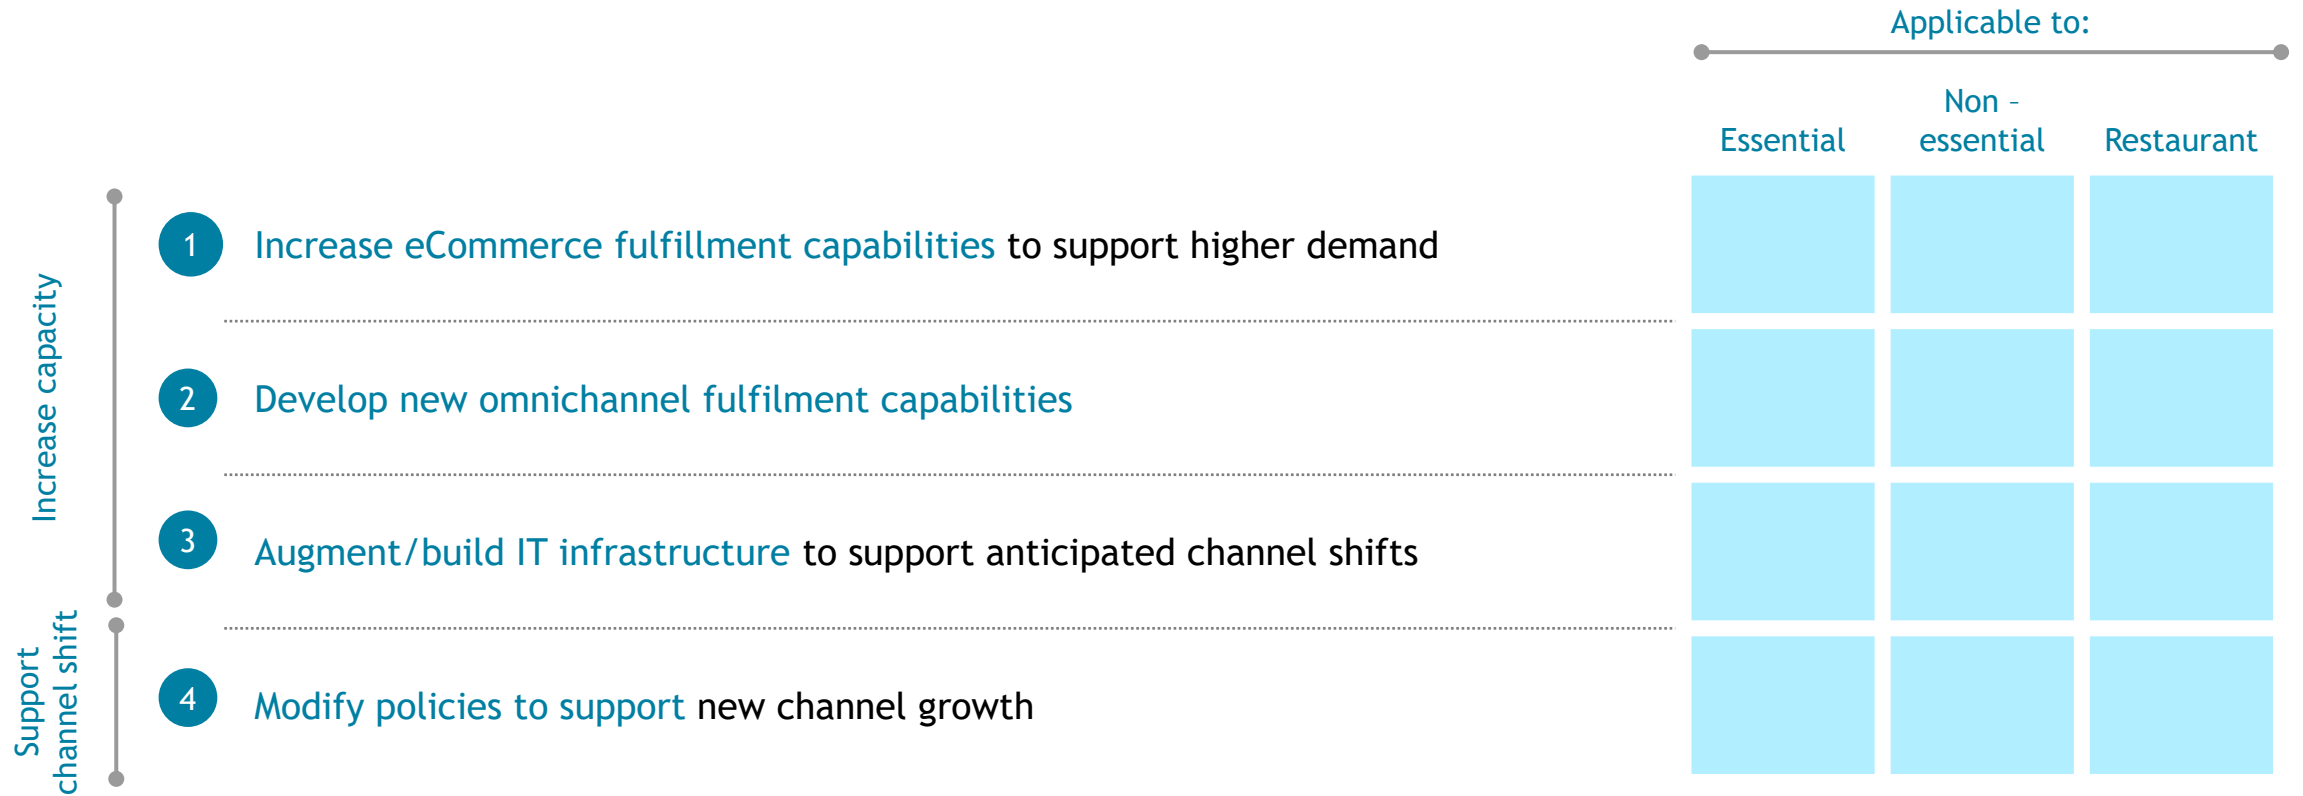 Applicable to:
Essential
Non –
essential
Restaurant
Increase capacity
1
Increase eCommerce fulfillment capabilities to support higher demand
2
Develop new omnichannel fulfilment capabilities
3
Augment/build IT infrastructure to support anticipated channel shifts
Support
channel shift
4
Modify policies to support new channel growth